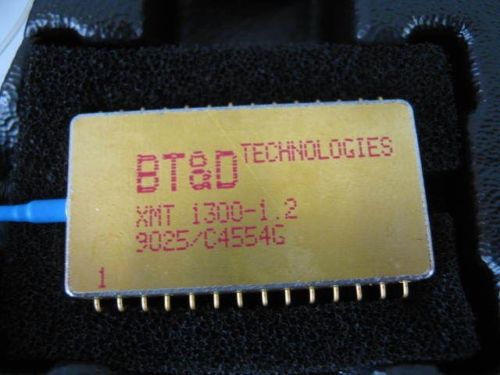 BT&D TECHNOLOGIES
XMT 1300-1.2
9025/C4554G
1